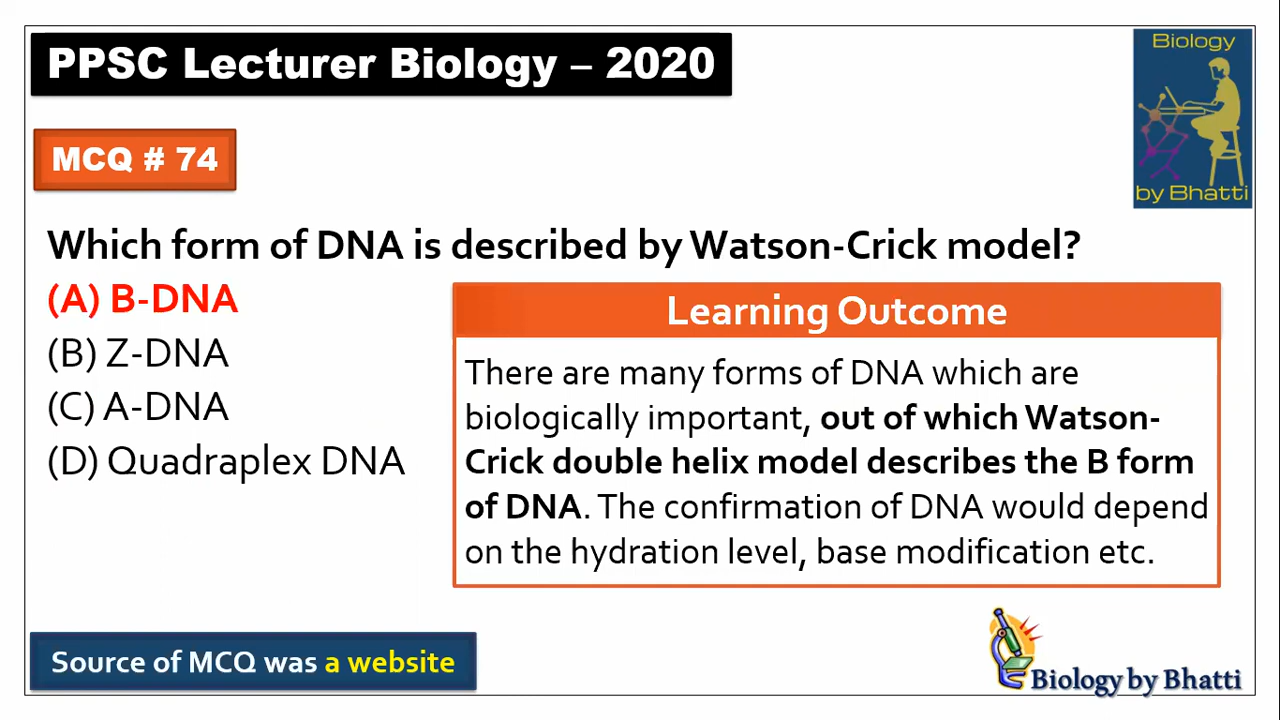 PPSC Lecturer Biology – 2020
Biology
by Bhatti
MCQ # 74
Which form of DNA is described by Watson-Crick model?
(A) B-DNA
(B) Z-DNA
(C) A-DNA
(D) Quadraplex DNA
Learning Outcome
There are many forms of DNA which are
biologically important, out of which Watson-
Crick double helix model describes the B form
of DNA. The confirmation of DNA would depend
on the hydration level, base modification etc.
Source of MCQ was a website
Biology by Bhatti